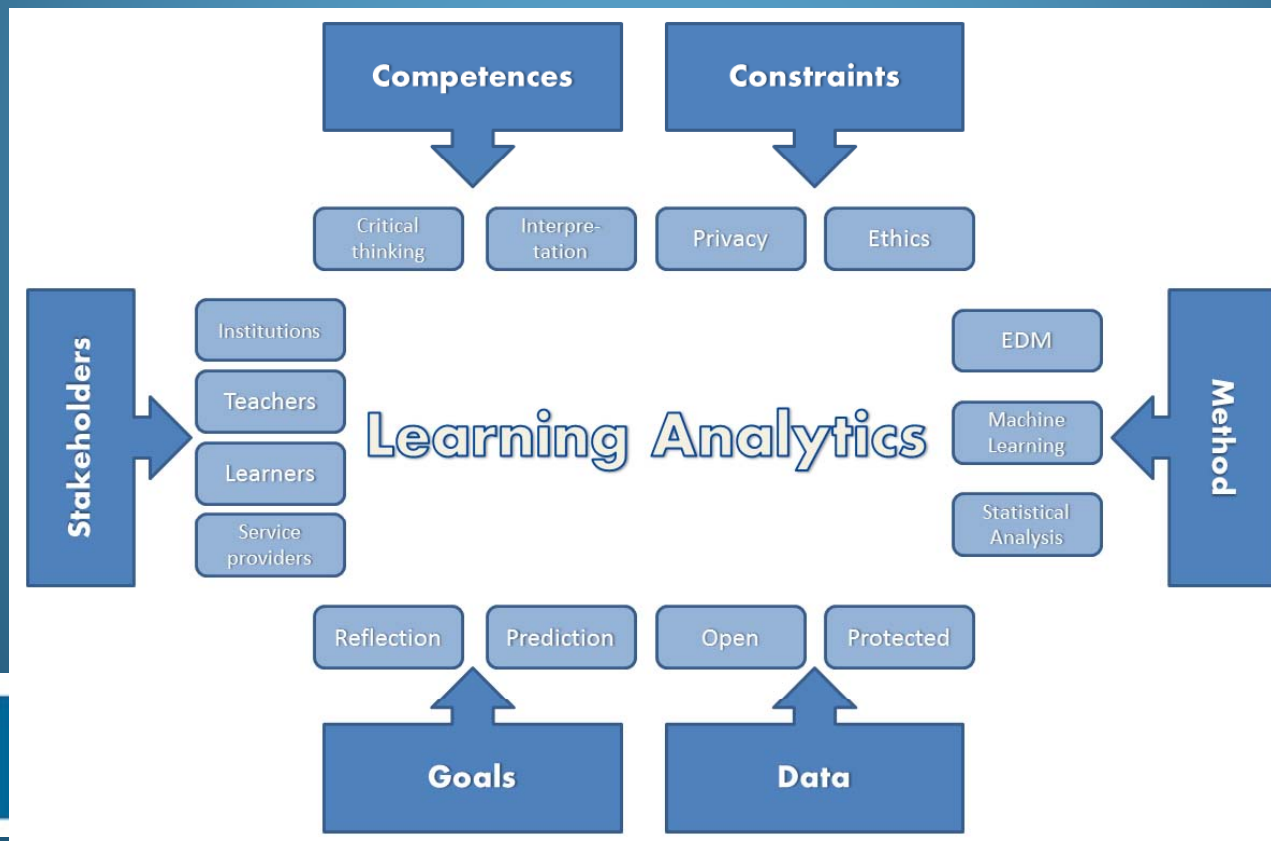 Competences
Constraints
Critical
thinking
Interpre-
tation
Privacy
Ethics
Stakeholders
Institutions
Teachers
Learners
Service
providers
Learning Analytics
EDM
Machine
Learning
Statistical
Analysis
Method
Reflection
Prediction
Open
Protected
Goals
Data